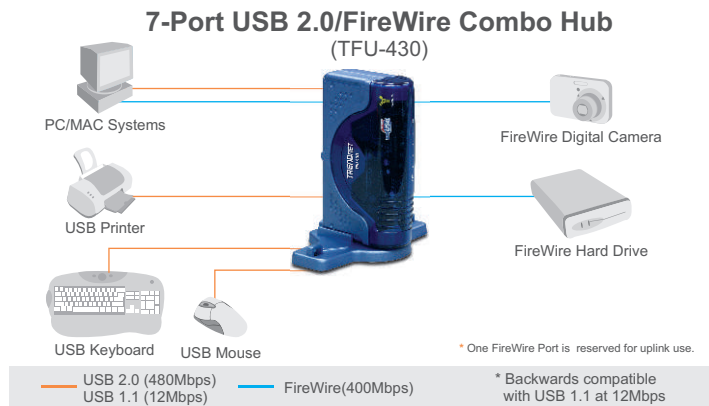 7-Port USB 2.0/FireWire Combo Hub
(TFU-430)
PC/MAC Systems
FireWire Digital Camera
TRENDNET
USB Printer
FireWire Hard Drive
USB Keyboard
USB Mouse
* One FireWire Port is reserved for uplink use.
USB 2.0 (480Mbps)
USB 1.1 (12Mbps)
FireWire(400Mbps)
* Backwards compatible
with USB 1.1 at 12Mbps